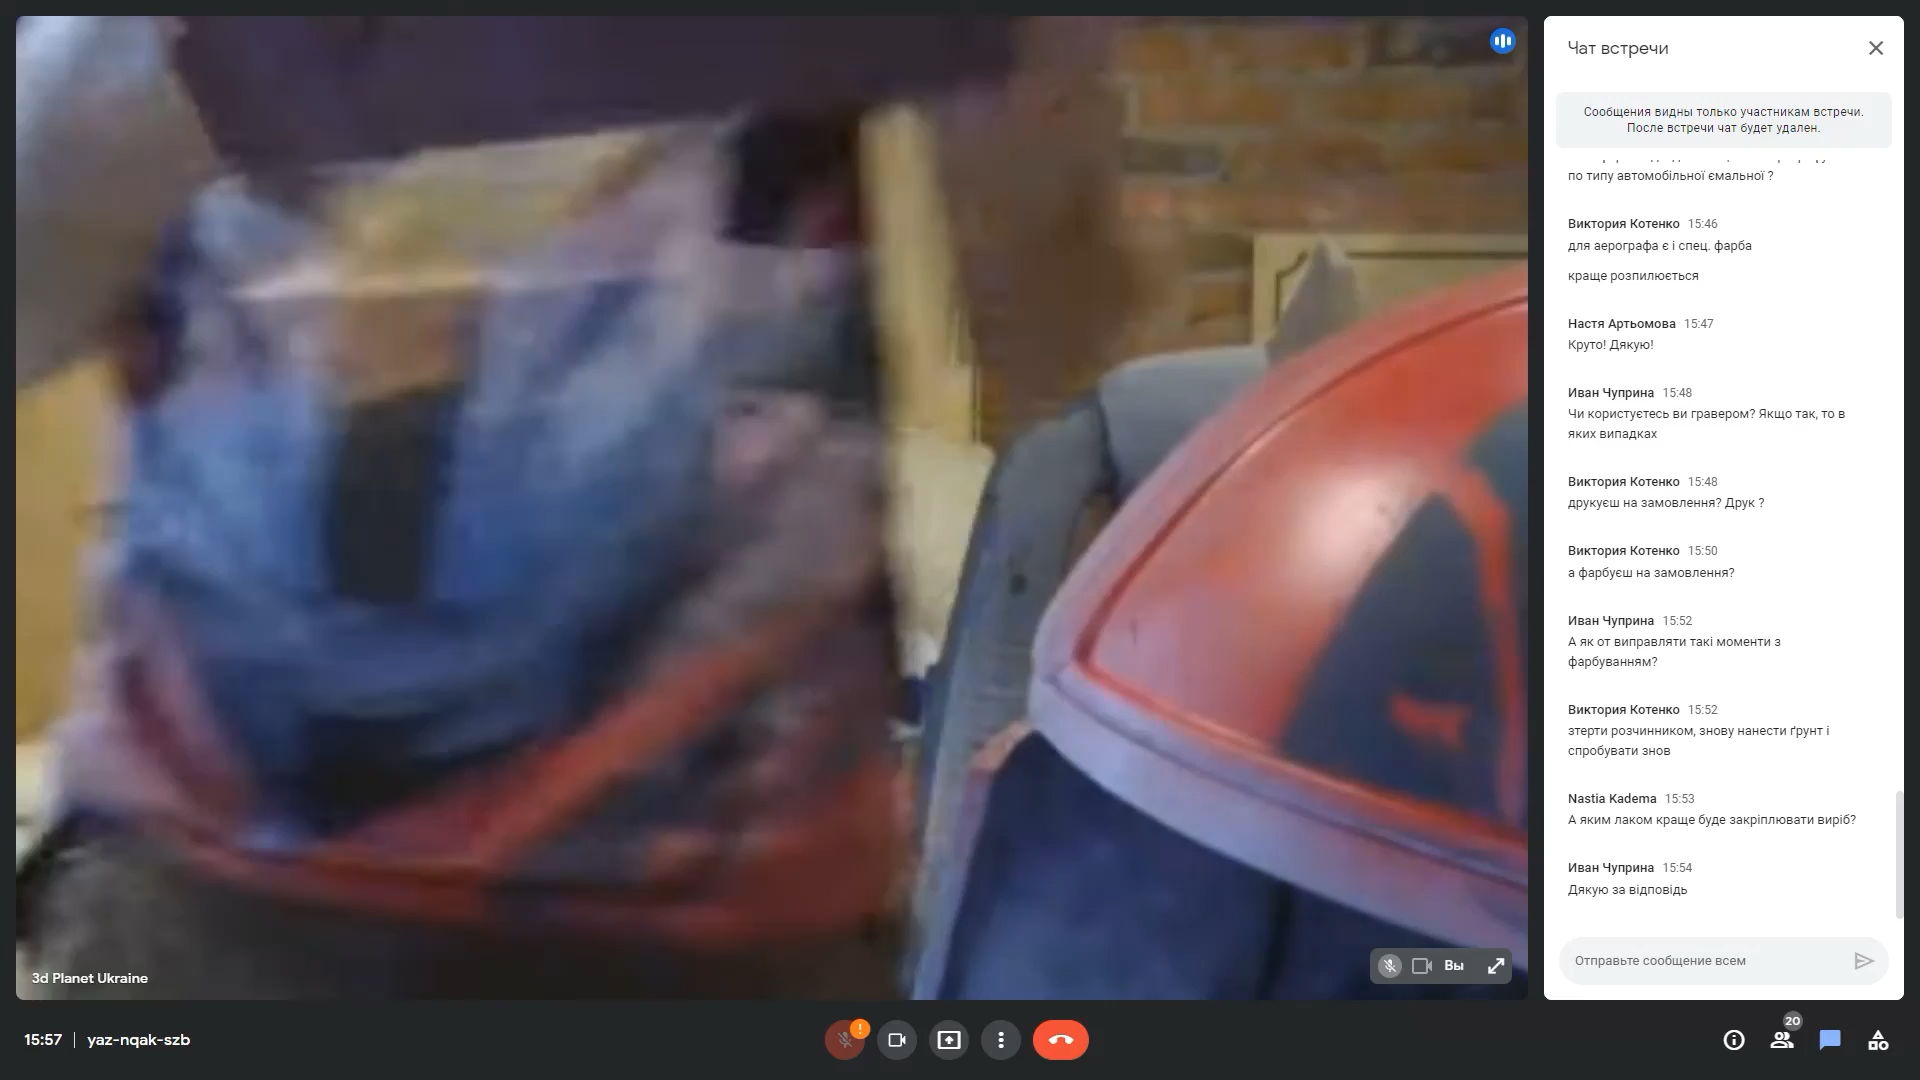 Чат встречи
Сообщения видны только участникам встречи.
После встречи чат будет удален.
по типу автомобільної ємальної ?
Виктория Котенко 15:46
для аерографа є і спец. фарба
краще розпилюється
Настя Артьомова 15:47
Круто! Дякую!
Иван Чуприна 15:48
Чи користуєтесь ви гравером? Якщо так, то в
яких випадках
Виктория Котенко 15:48
друкуєш на замовлення? Друк ?
Виктория Котенко 15:50
а фарбуєш на замовлення?
Иван Чуприна 15:52
А як от виправляти такі моменти з
фарбуванням?
Виктория Котенко 15:52
зтерти розчинником, знову нанести ґрунт і
спробувати знов
Nastia Kadema 15:53
А яким лаком краще буде закріплювати виріб?
Иван Чуприна 15:54
Дякую за відповідь
Отправьте сообщение всем
3d Planet Ukraine
Вы
15:57 | yaz-nqak-szb
20